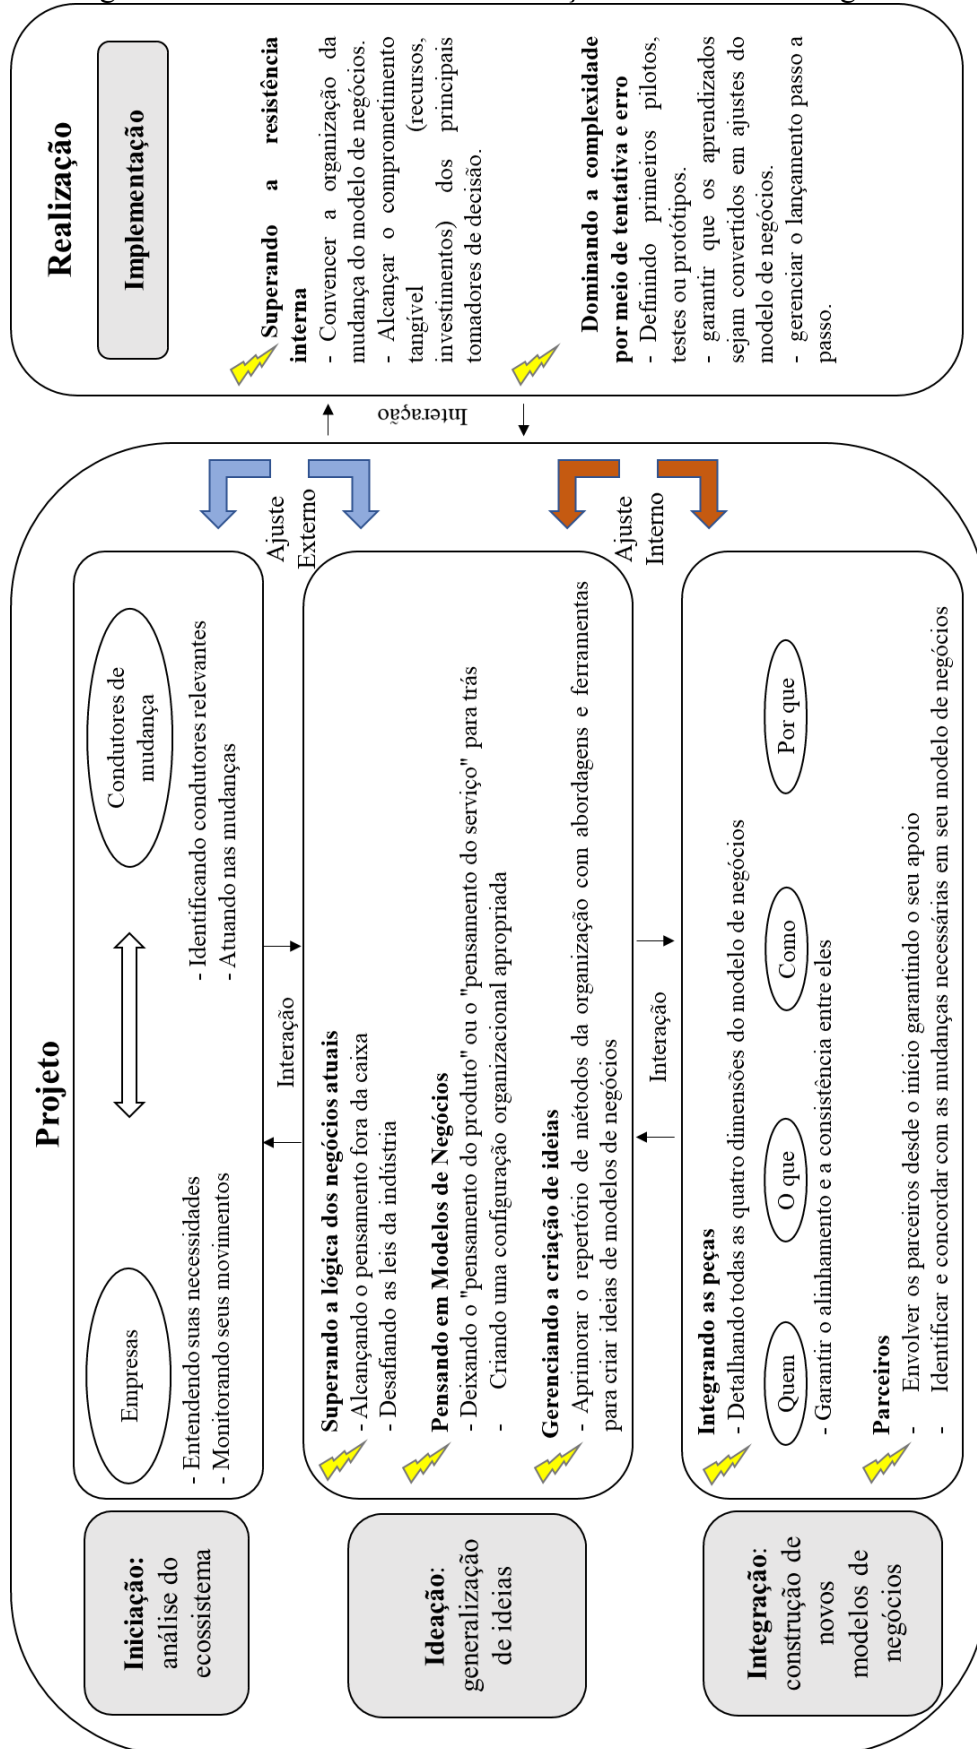 Projeto
Iniciação:
análise do
ecossistema
Empresas
- Entendendo suas necessidades
- Monitorando seus movimentos
Condutores de
mudança
- Identificando condutores relevantes
- Atuando nas mudanças
Interação
Ajuste
Externo
Ideação:
generalização
de ideias
Superando a lógica dos negócios atuais
- Alcançando o pensamento fora da caixa
- Desafiando as leis da indústria
Pensando em Modelos de Negócios
- Deixando o "pensamento do produto" ou o "pensamento do serviço" para trás
- Criando uma configuração organizacional apropriada
Gerenciando a criação de ideias
- Aprimorar o repertório de métodos da organização com abordagens e ferramentas
para criar ideias de modelos de negócios
Interação
Ajuste
Interno
Integração:
construção de
novos
modelos de
negócios
Integrando as peças
- Detalhando todas as quatro dimensões do modelo de negócios
Quem
O que
Como
Por que
- Garantir o alinhamento e a consistência entre eles
Parceiros
- Envolver os parceiros desde o início garantindo o seu apoio
- Identificar e concordar com as mudanças necessárias em seu modelo de negócios
Interação
Realização
Implementação
Superando a resistência
interna
- Convencer a organização da
mudança do modelo de negócios.
- Alcançar o comprometimento
tangível (recursos,
investimentos) dos principais
tomadores de decisão.
Dominando a complexidade
por meio de tentativa e erro
- Definindo primeiros pilotos,
testes ou protótipos.
- garantir que os aprendizados
sejam convertidos em ajustes do
modelo de negócios.
- gerenciar o lançamento passo a
passo.